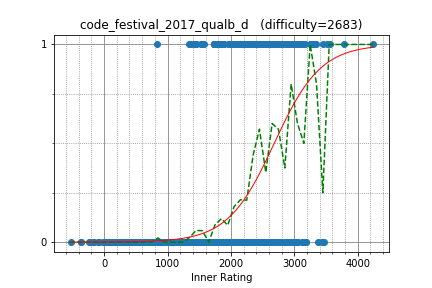 code_festival_2017_qualb_d (difficulty=2683)
1
0
0 1000 2000 3000 4000
Inner Rating